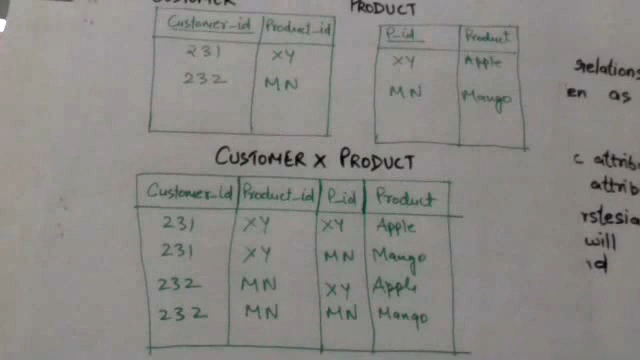 CUSTOMER PRODUCT
Customer_id Product_id P_id Product
231 XY XY Apple
232 MN MN Mango
relations
en as
CUSTOMER X PRODUCT
c attrib
attrib
Customer_id Product_id P_id Product
231 XY XY Apple
231 XY MN Mango
232 MN XY Apple
232 MN MN Mango
will
id